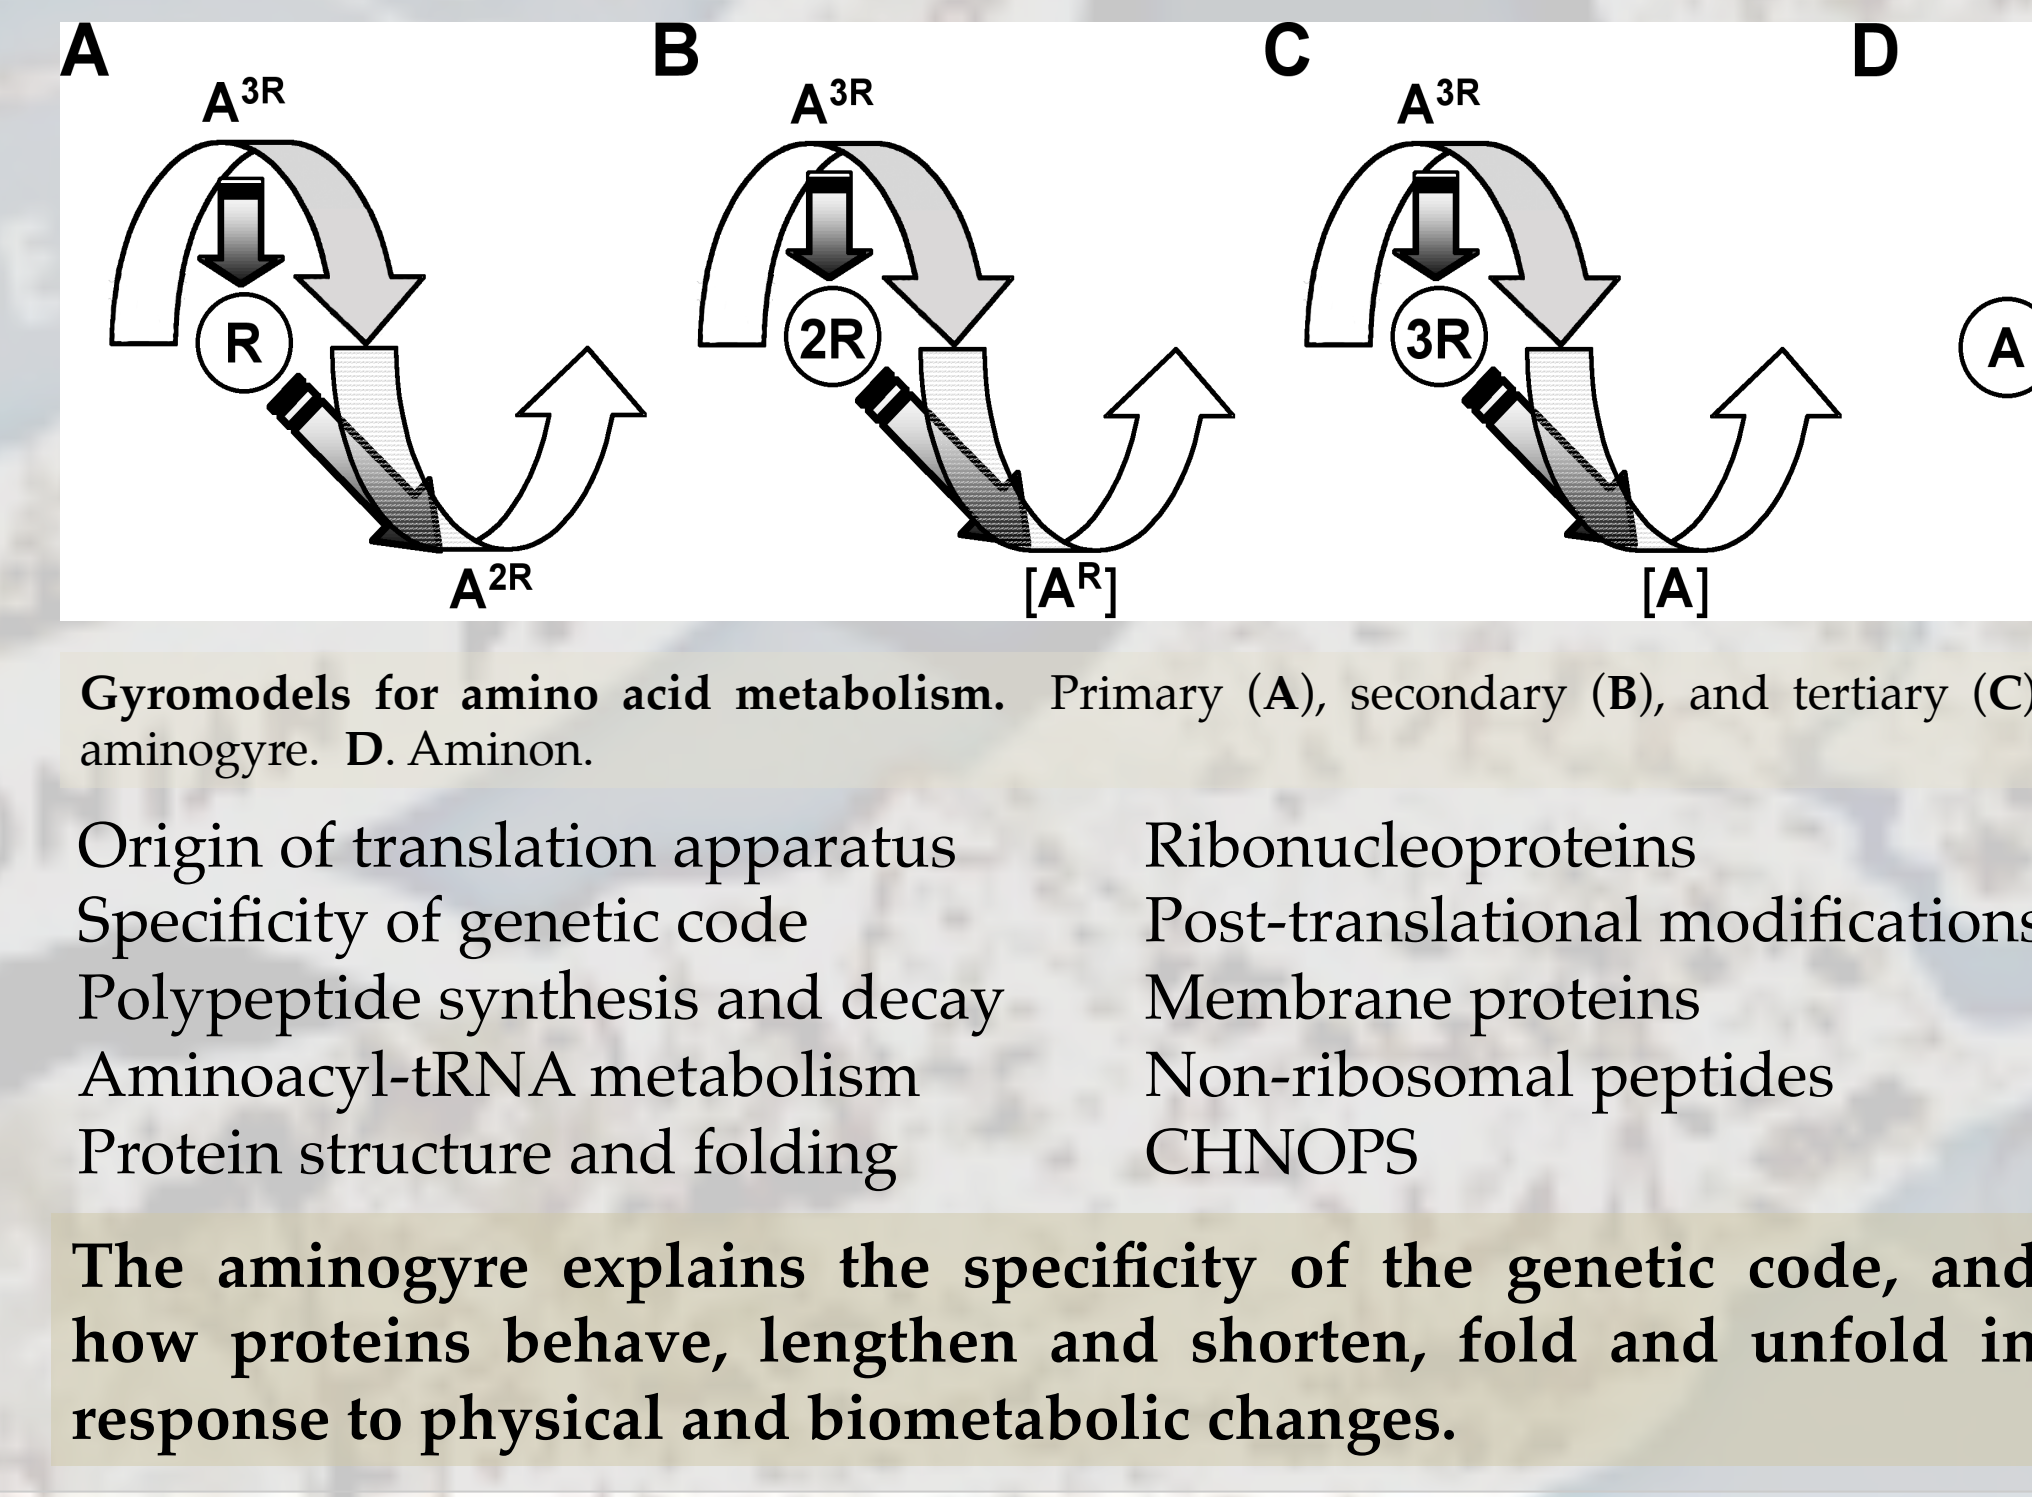 A B C D
A3R A3R A3R
R 2R 3R A
A2R [AR] [A]
Gyromodels for amino acid metabolism. Primary (A), secondary (B), and tertiary (C)
aminogyre. D. Aminon.
Origin of translation apparatus
Specificity of genetic code
Polypeptide synthesis and decay
Aminoacyl-tRNA metabolism
Protein structure and folding
Ribonucleoproteins
Post-translational modifications
Membrane proteins
Non-ribosomal peptides
CHNOPS
The aminogyre explains the specificity of the genetic code, and
how proteins behave, lengthen and shorten, fold and unfold in
response to physical and biometabolic changes.